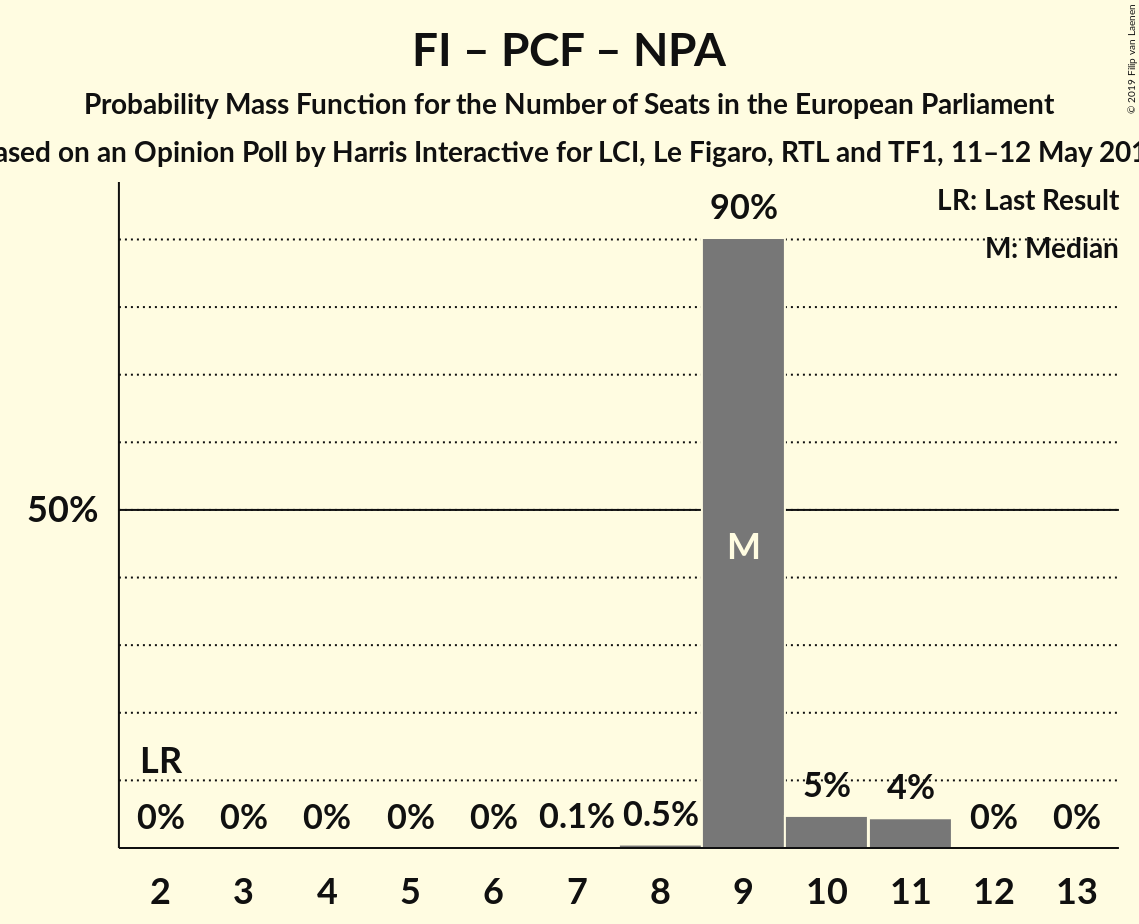 FI – PCF – NPA
Probability Mass Function for the Number of Seats in the European Parliament
ased on an Opinion Poll by Harris Interactive for LCI, Le Figaro, RTL and TF1, 11–12 May 201
© 2019 Filip van Laenen
LR: Last Result
M: Median
90%
50%
M
LR
0% 0% 0% 0% 0% 0.1% 0.5% 5% 4% 0% 0%
2 3 4 5 6 7 8 9 10 11 12 13